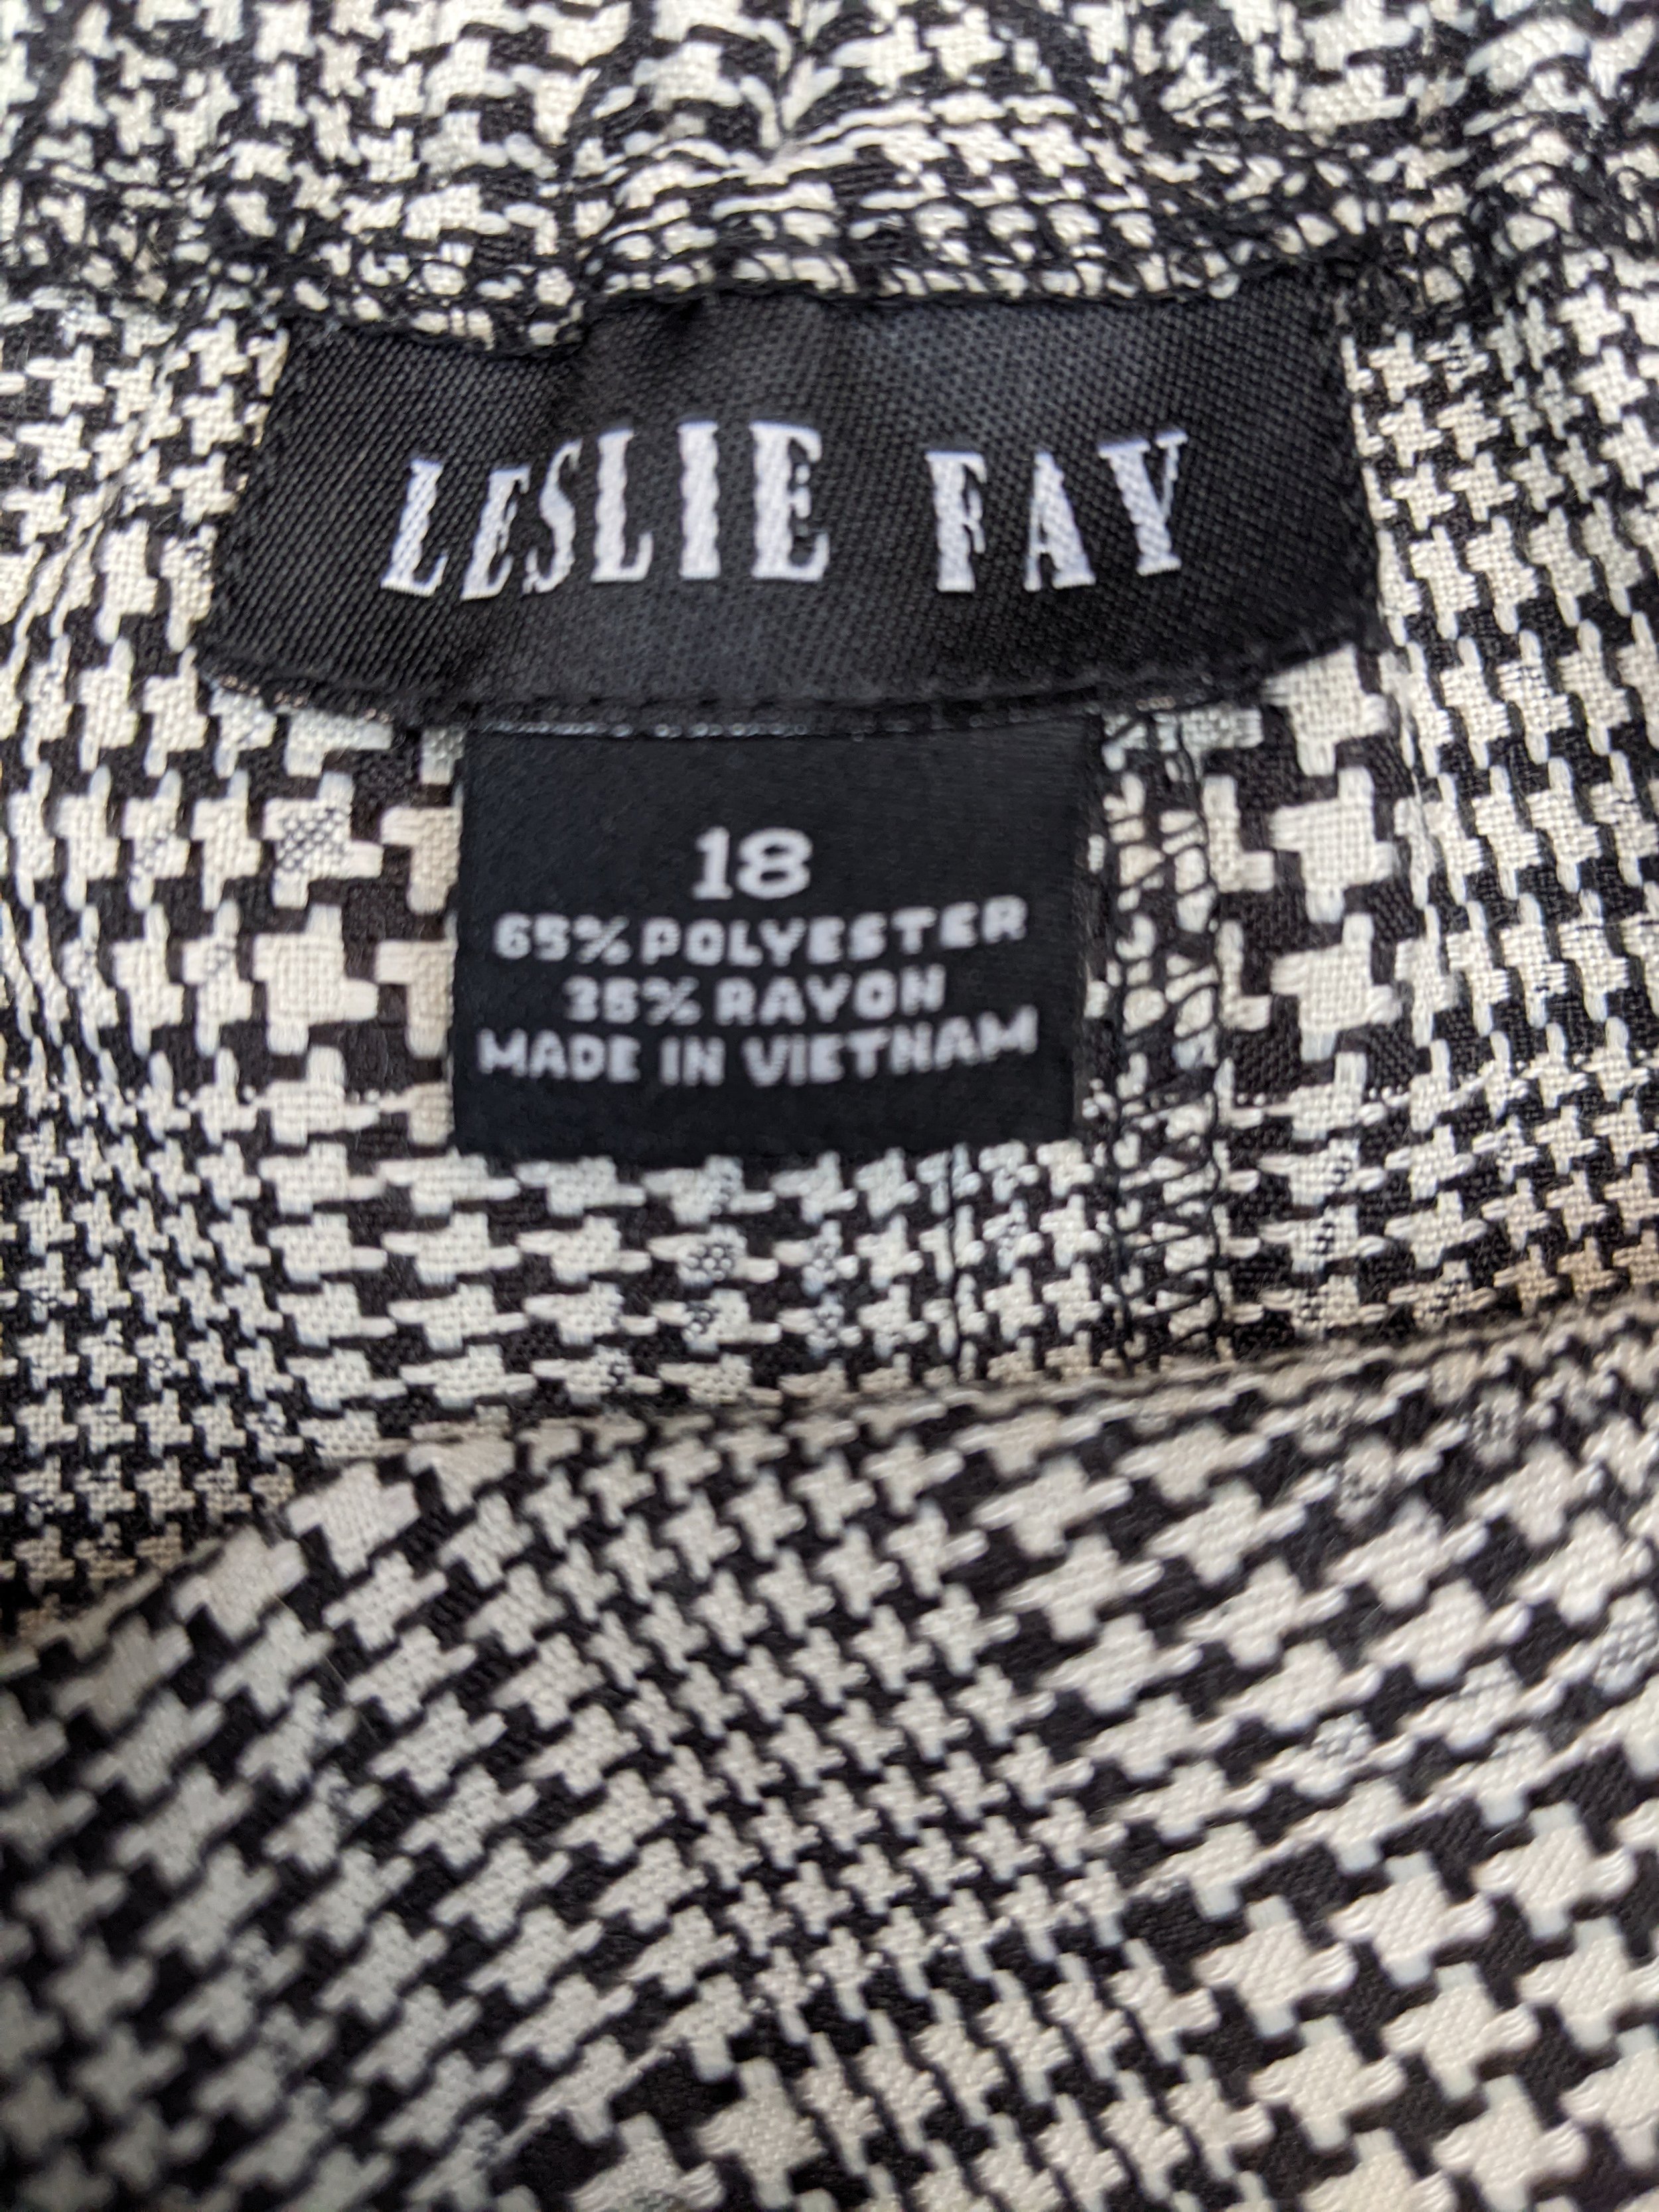 LESLIE FAY
18
65% POLYESTER
35% RAYON
MADE IN VIETNAM